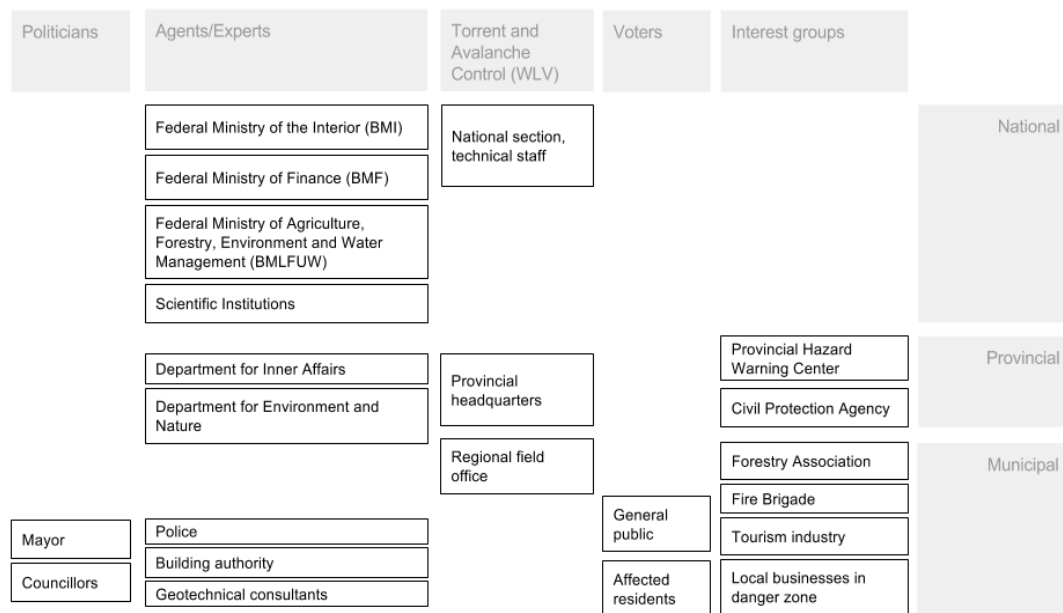 Politicians
Agents/Experts
Torrent and
Avalanche
Control (WLV)
Voters
Interest groups
National
Federal Ministry of the Interior (BMI)
National section,
technical staff
Federal Ministry of Finance (BMF)
Federal Ministry of Agriculture,
Forestry, Environment and Water
Management (BMLFUW)
Scientific Institutions
Provincial
Department for Inner Affairs
Department for Environment and
Nature
Provincial
headquarters
Provincial Hazard
Warning Center
Civil Protection Agency
Municipal
Regional field
office
Forestry Association
Fire Brigade
Mayor
Councillors
Police
Building authority
Geotechnical consultants
General
public
Affected
residents
Tourism industry
Local businesses in
danger zone